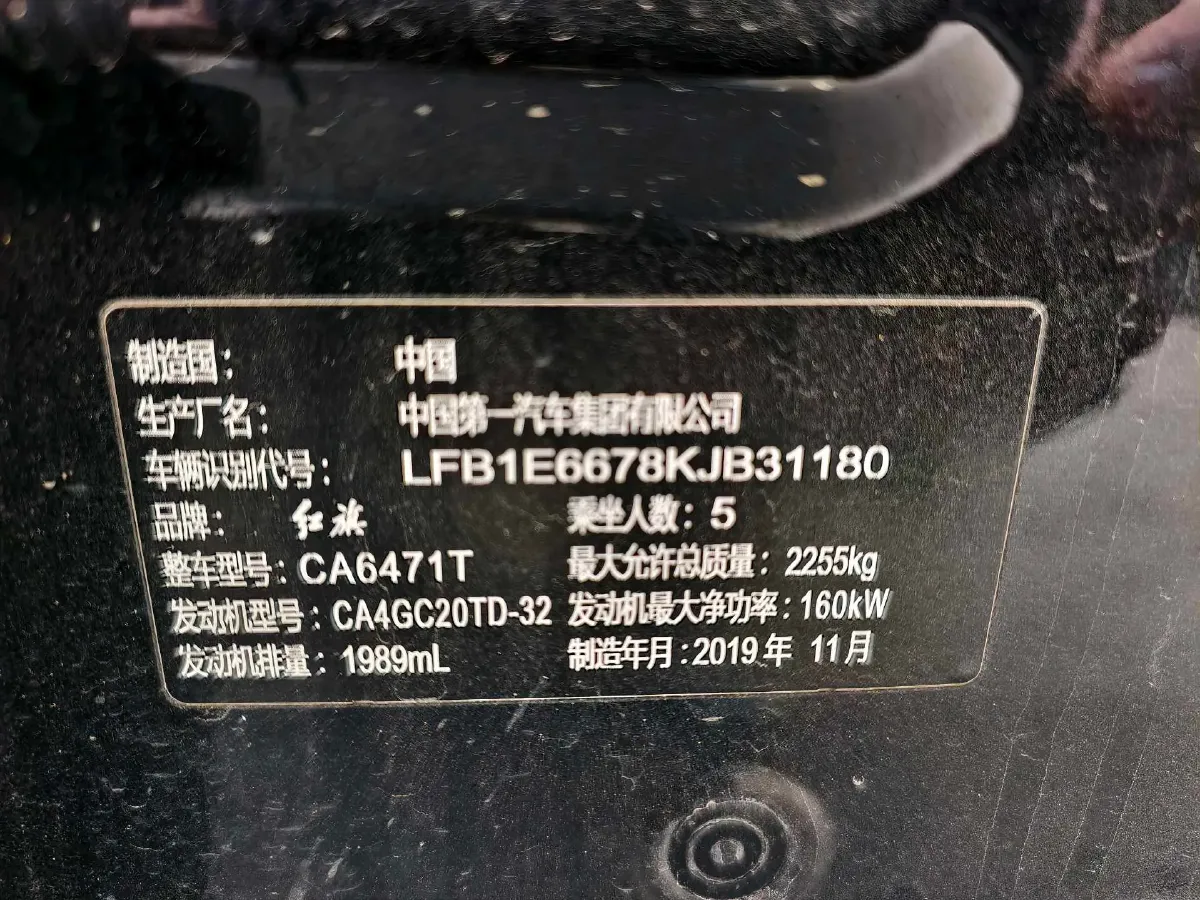 制造国： 中国
生产厂名： 中国第一汽车集团有限公司
车辆识别代号： LFB1E6678KJB31180
品牌： 红旗 乘坐人数：5
整车型号：CA6471T 最大允许总质量：2255kg
发动机型号：CA4GC20TD-32 发动机最大净功率：160kW
发动机排量：1989mL 制造年月：2019年 11月